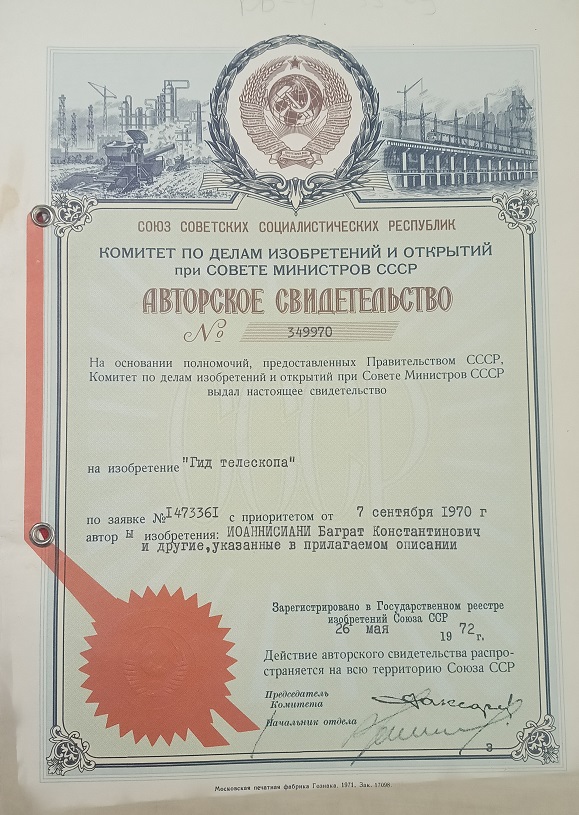 СОЮЗ СОВЕТСКИХ СОЦИАЛИСТИЧЕСКИХ РЕСПУБЛИК
КОМИТЕТ ПО ДЕЛАМ ИЗОБРЕТЕНИЙ И ОТКРЫТИЙ
при СОВЕТЕ МИНИСТРОВ СССР
АВТОРСКОЕ СВИДЕТЕЛЬСТВО
№ 349970
На основании полномочий, предоставленных Правительством СССР,
Комитет по делам изобретений и открытий при Совете Министров СССР
выдал настоящее свидетельство
на изобретение "Гид телескопа"
по заявке № I47336I с приоритетом от 7 сентября 1970 г
автор ы изобретения: ИОАННИСИАНИ Баграт Константинович
и другие, указанные в прилагаемом описании
Зарегистрировано в Государственном реестре
изобретений Союза ССР
26 мая 1972 г.
Действие авторского свидетельства распро-
страняется на всю территорию Союза ССР
Председатель
Комитета
Начальник отдела
3
Московская печатная фабрика Гознака. 1971. Зак. 17098.